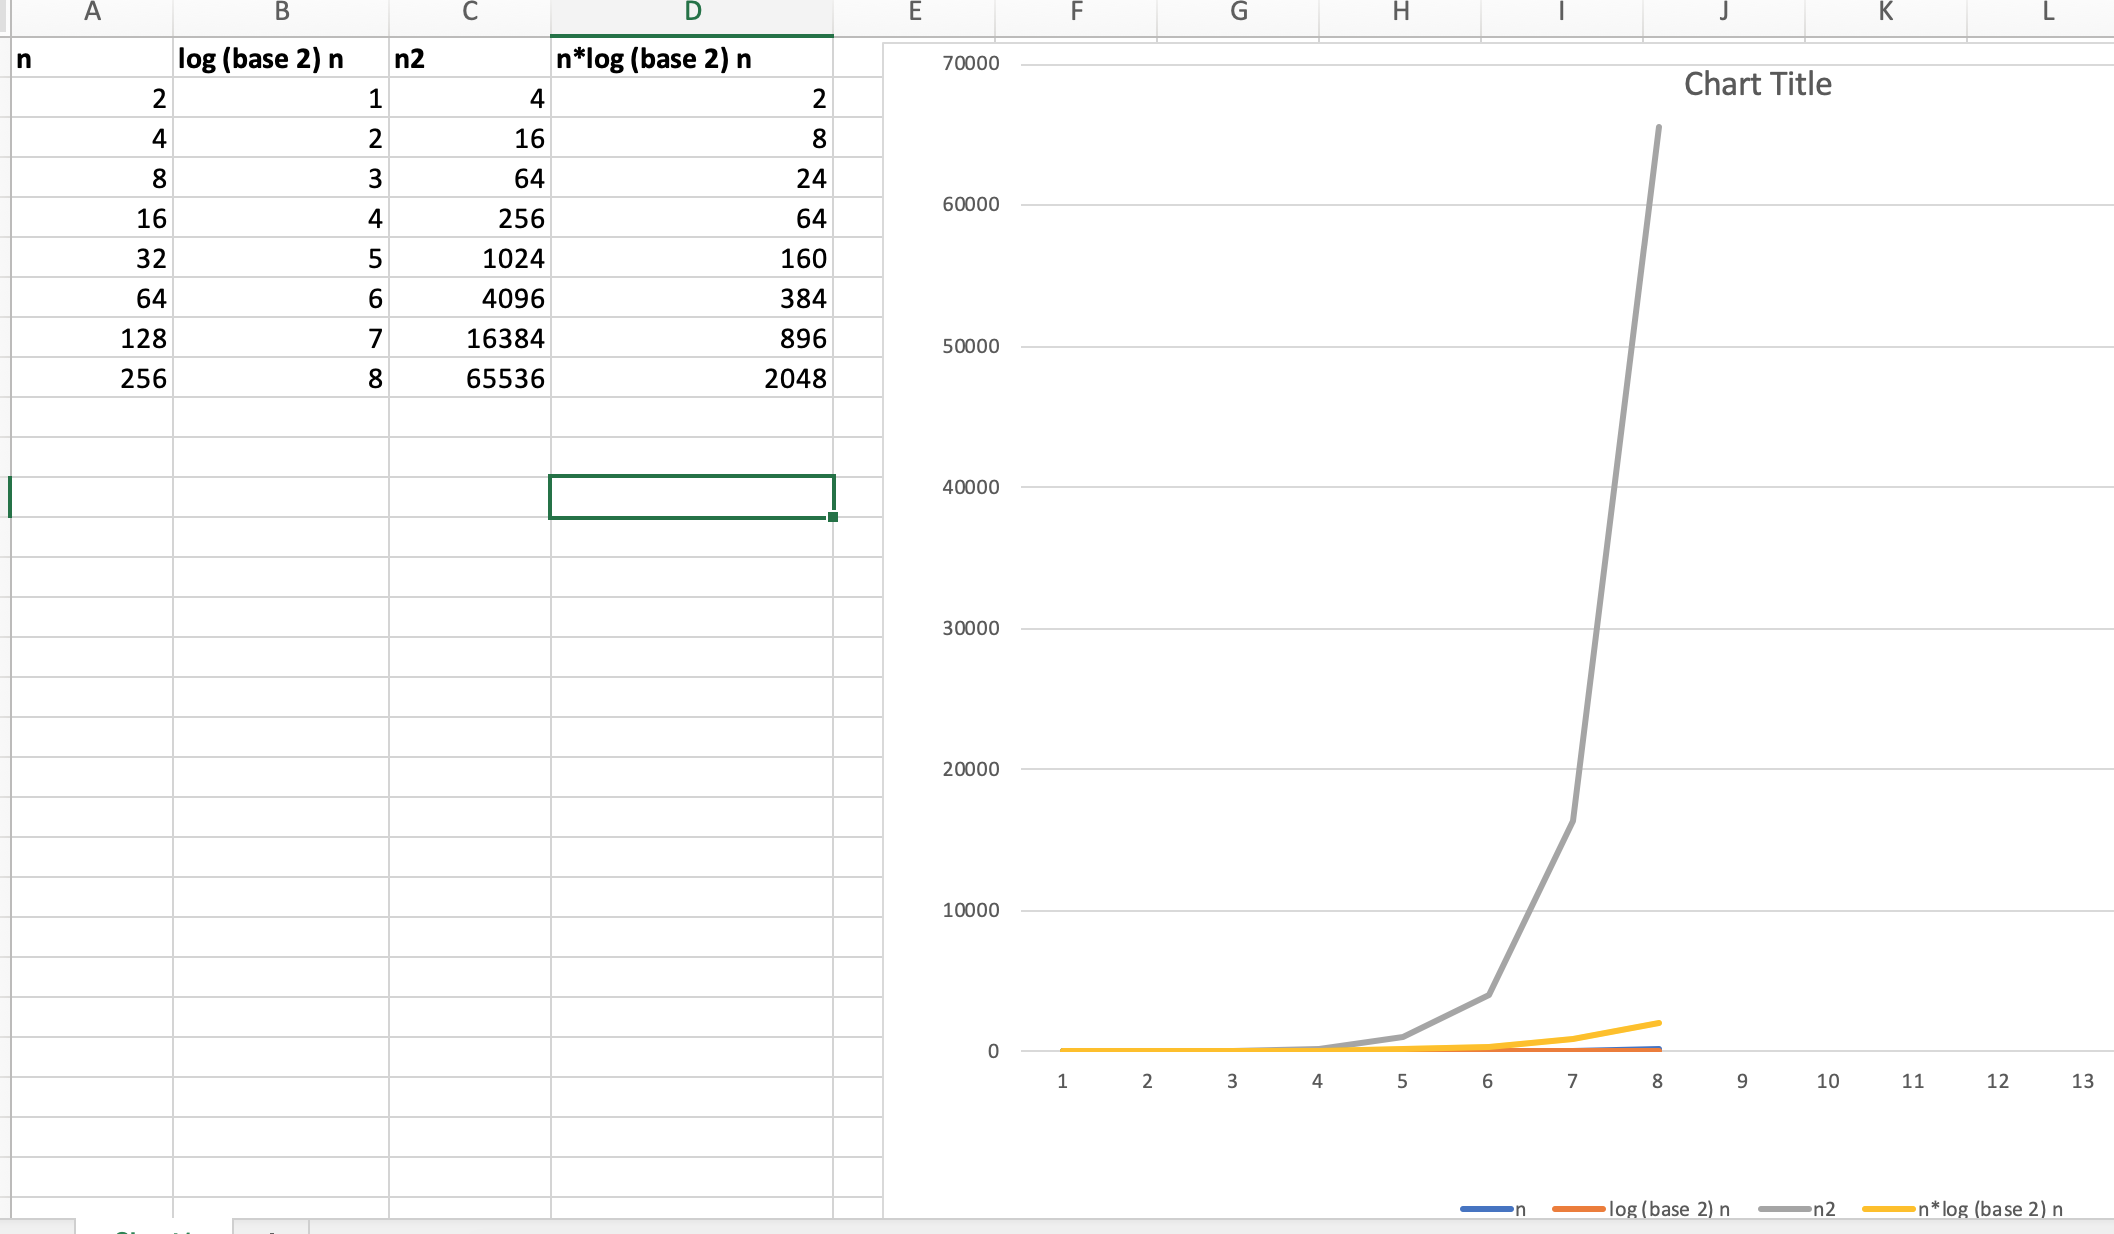 A B C D E F G H I J K L
n log (base 2) n n2 n*log (base 2) n
2 1 4 2
4 2 16 8
8 3 64 24
16 4 256 64
32 5 1024 160
64 6 4096 384
128 7 16384 896
256 8 65536 2048
Chart Title
70000
60000
50000
40000
30000
20000
10000
0
1 2 3 4 5 6 7 8 9 10 11 12 13
n log (base 2) n n2 n*log (base 2) n